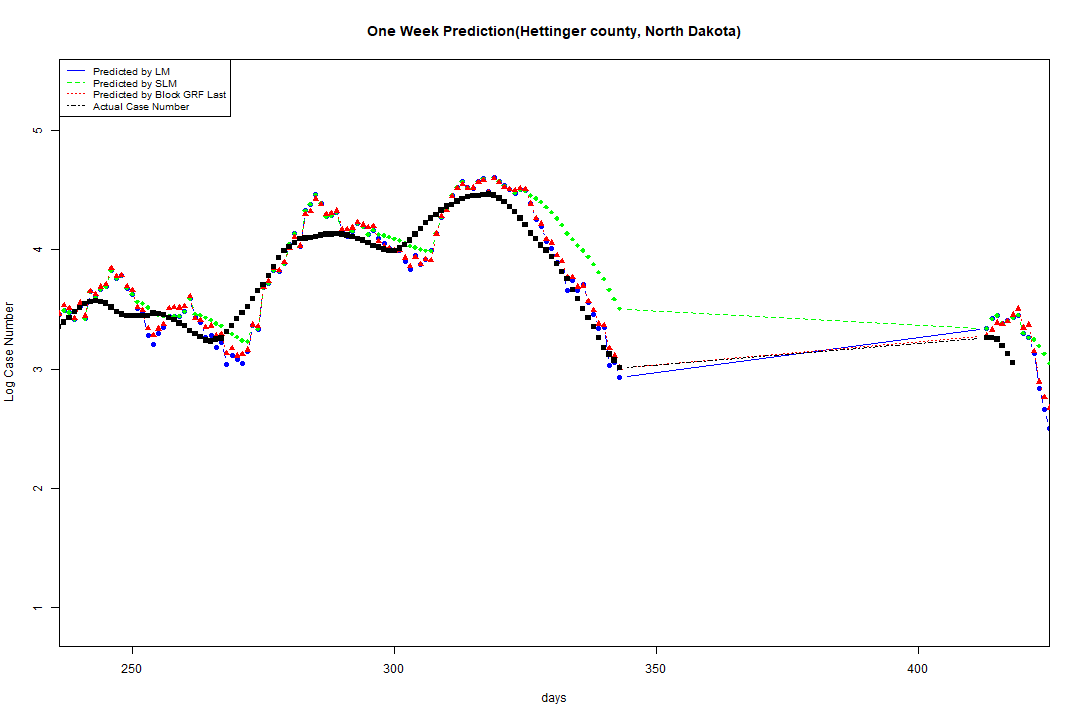 One Week Prediction(Hettinger county, North Dakota)
Predicted by LM
Predicted by SLM
Predicted by Block GRF Last
Actual Case Number
5
4
3
2
1
Log Case Number
250
300
350
400
days